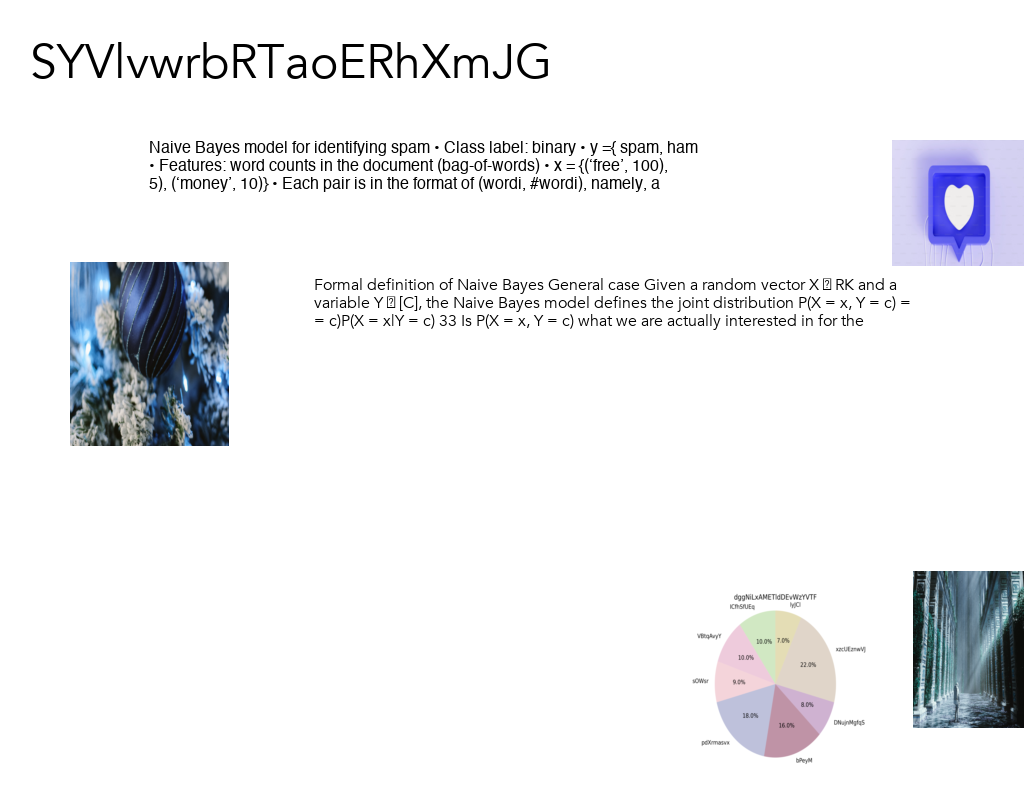 SYVlvwrbRTaoERhXmJG
Naive Bayes model for identifying spam • Class label: binary • y ={ spam, ham
• Features: word counts in the document (bag-of-words) • x = {(‘free’, 100),
5), (‘money’, 10)} • Each pair is in the format of (wordi, #wordi), namely, a
Formal definition of Naive Bayes General case Given a random vector X ⍰ RK and a
variable Y ⍰ [C], the Naive Bayes model defines the joint distribution P(X = x, Y = c) =
= c)P(X = x|Y = c) 33 Is P(X = x, Y = c) what we are actually interested in for the
dggNiLxAMETldDEvWzYVTF
lyjCl
10.0%
7.0%
VBtqAvyY
xzcUEznwVJ
10.0%
22.0%
sOWsr
9.0%
8.0%
18.0%
16.0%
DNujnMgfqS
pdXrmasvx
bPeyM